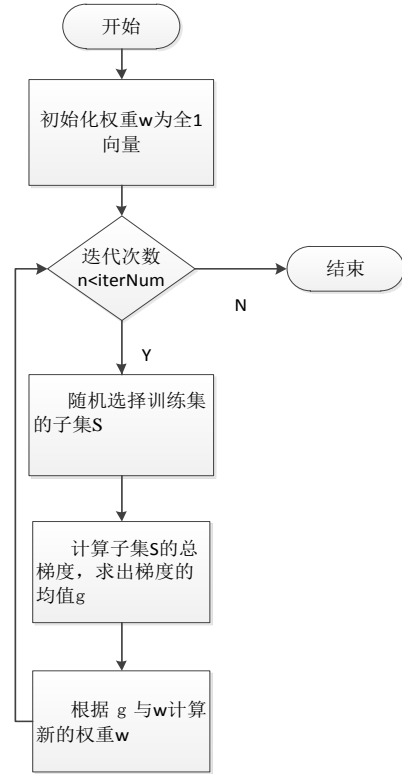 开始
初始化权重w为全1
向量
迭代次数
n<iterNum
结束
N
Y
随机选择训练集
的子集S
计算子集S的总
梯度，求出梯度的
均值g
根据 g 与w计算
新的权重w